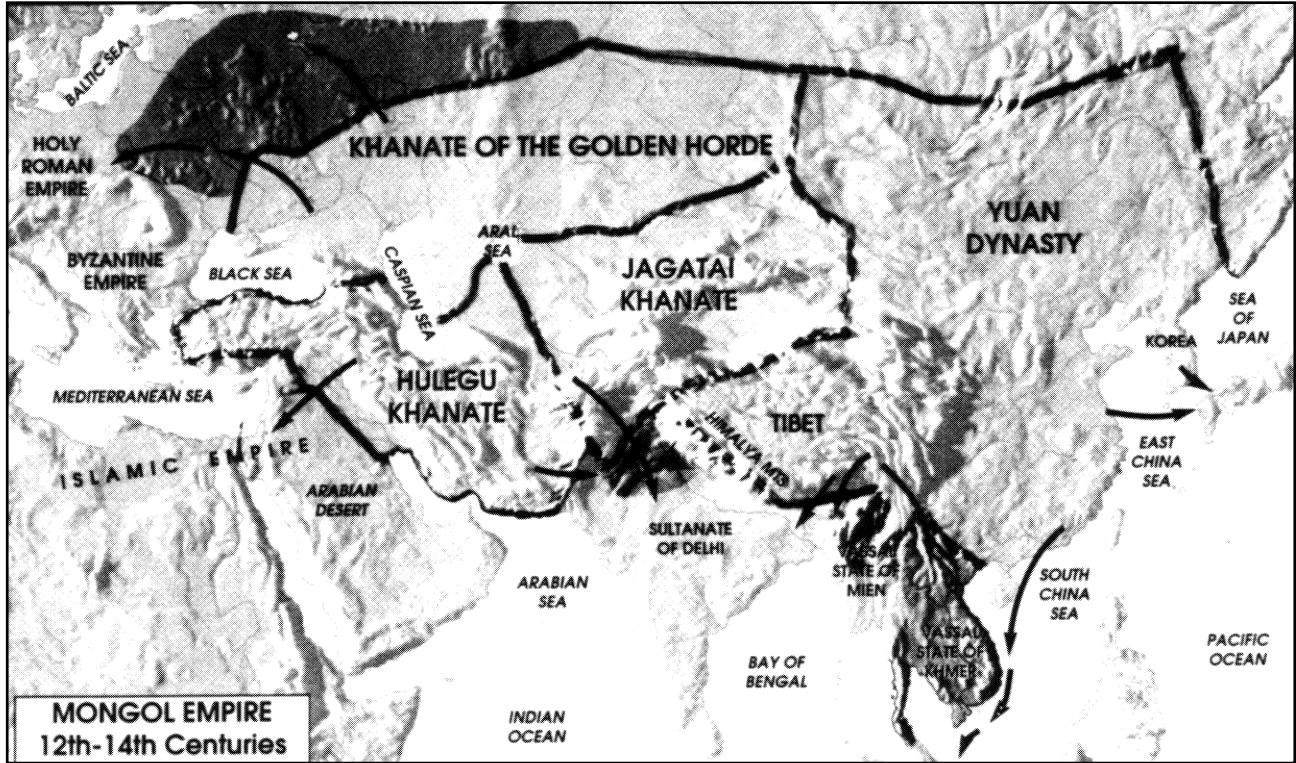 BALTIC SEA
HOLY
ROMAN
EMPIRE
KHANATE OF THE GOLDEN HORDE
YUAN
DYNASTY
BYZANTINE
EMPIRE
BLACK SEA
CASPIAN SEA
ARAL
SEA
JAGATAI
KHANATE
SEA
OF
JAPAN
KOREA
MEDITERRANEAN SEA
HULEGU
KHANATE
TIBET
HIMALYA MTS
ISLAMIC EMPIRE
ARABIAN
DESERT
EAST
CHINA
SEA
SULTANATE
OF DELHI
VASSAL
STATE OF
MIEN
ARABIAN
SEA
SOUTH
CHINA
SEA
VASSAL
STATE OF
KHMER
BAY OF
BENGAL
PACIFIC
OCEAN
INDIAN
OCEAN
MONGOL EMPIRE
12th-14th Centuries